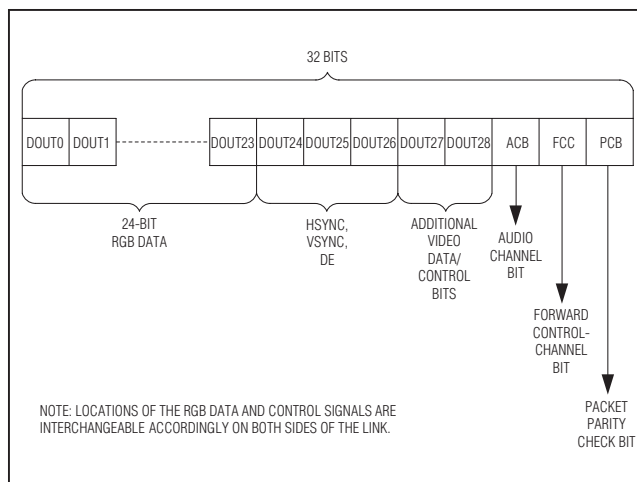 32 BITS
DOUT0 DOUT1 DOUT23 DOUT24 DOUT25 DOUT26 DOUT27 DOUT28 ACB FCC PCB
24-BIT
RGB DATA
HSYNC,
VSYNC,
DE
ADDITIONAL
VIDEO
DATA/
CONTROL
BITS
AUDIO
CHANNEL
BIT
FORWARD
CONTROL-
CHANNEL
BIT
PACKET
PARITY
CHECK BIT
NOTE: LOCATIONS OF THE RGB DATA AND CONTROL SIGNALS ARE
INTERCHANGEABLE ACCORDINGLY ON BOTH SIDES OF THE LINK.